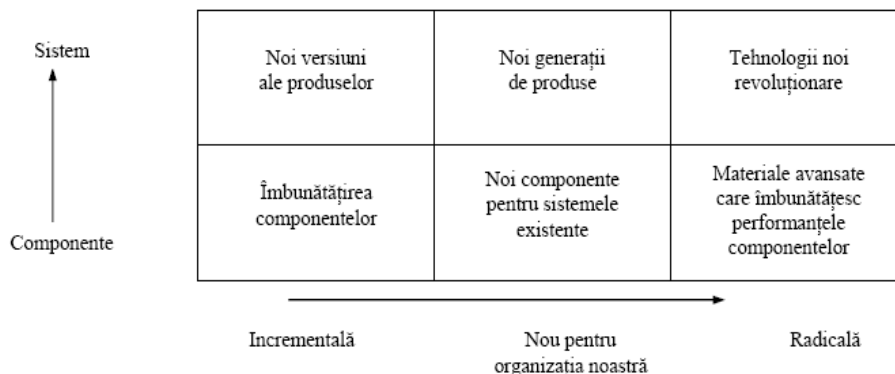 Sistem
Componente
Noi versiuni
ale produselor
Noi generații
de produse
Tehnologii noi
revoluționare
Îmbunătățirea
componentelor
Noi componente
pentru sistemele
existente
Materiale avansate
care îmbunătățesc
performanțele
componentelor
Incrementală
Nou pentru
organizația noastră
Radicală